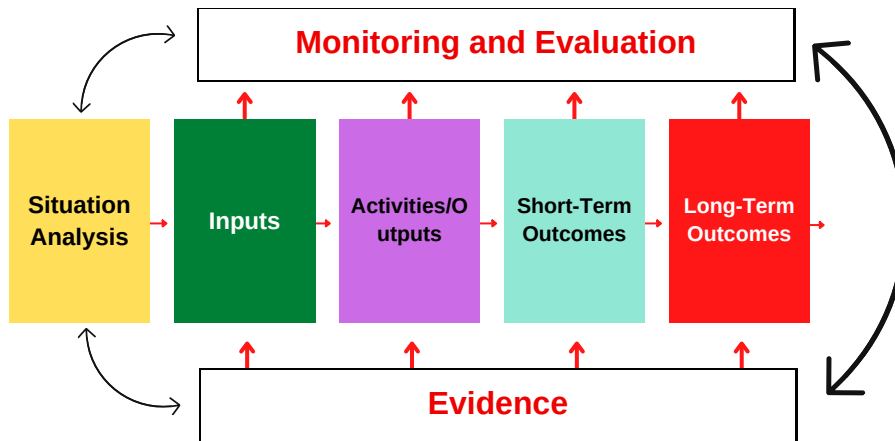 Monitoring and Evaluation
Situation
Analysis
Inputs
Activities/O
utputs
Short-Term
Outcomes
Long-Term
Outcomes
Evidence